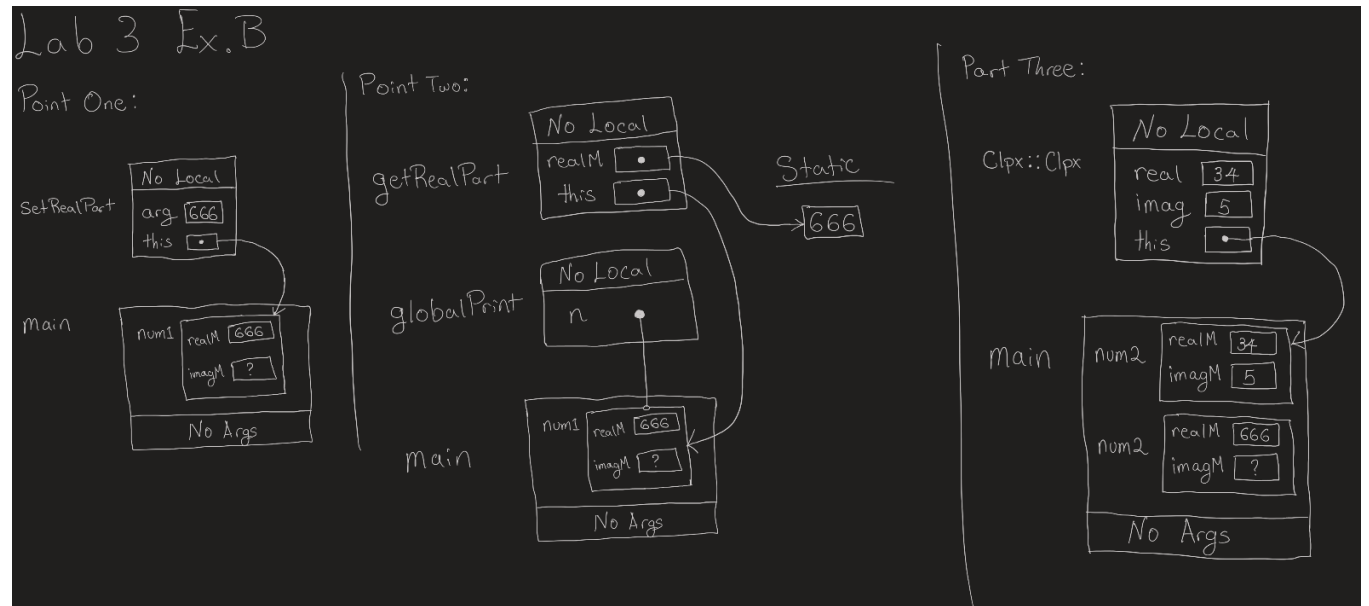 Lab 3 Ex.B
Point One:
No Local
SetRealPart
arg 666
this
main
num1
realM 666
imagM ?
No Args
Point Two:
No Local
getRealPart
realM
this
Static
666
No Local
globalPrint
n
main
num1
realM 666
imagM ?
No Args
Part Three:
No Local
Clpx::Clpx
real 34
imag 5
this
main
num2
realM 34
imagM 5
num2
realM 666
imagM ?
No Args